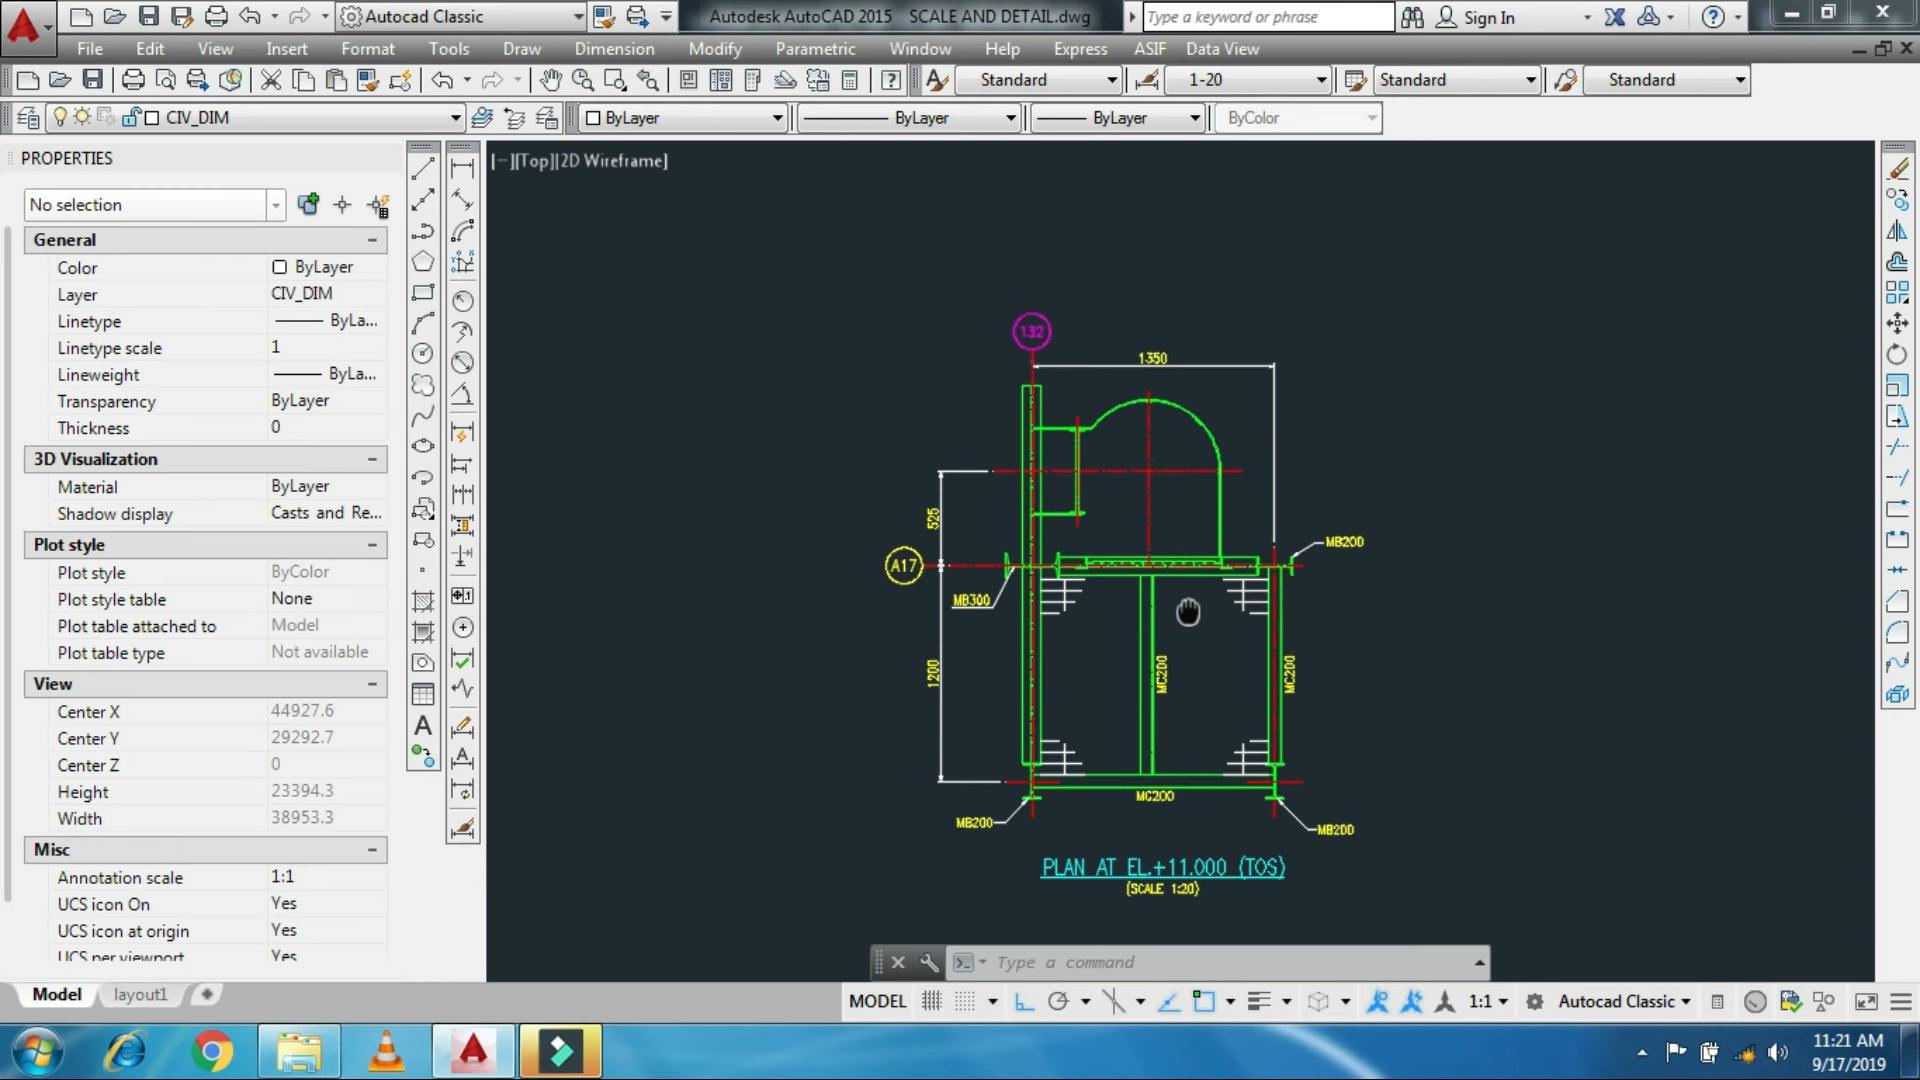 Autocad Classic
Autodesk AutoCAD 2015 SCALE AND DETAIL.dwg
Type a keyword or phrase
Sign In
File Edit View Insert Format Tools Draw Dimension Modify Parametric Window Help Express ASIF Data View
Standard 1-20 Standard Standard
CIV_DIM ByLayer ByLayer ByLayer ByColor
PROPERTIES
[−][Top][2D Wireframe]
No selection
General
Color ByLayer
Layer CIV_DIM
Linetype ByLa...
Linetype scale 1
Lineweight ByLa...
Transparency ByLayer
Thickness 0
3D Visualization
Material ByLayer
Shadow display Casts and Re...
Plot style
Plot style ByColor
Plot style table None
Plot table attached to Model
Plot table type Not available
View
Center X 44927.6
Center Y 29292.7
Center Z 0
Height 23394.3
Width 38953.3
Misc
Annotation scale 1:1
UCS icon On Yes
UCS icon at origin Yes
UCS per viewport Yes
132
1350
525
A17
MB200
MB300
1200
MC200
MC200
MC200
MB200
MB200
PLAN AT EL.+11.000 (TOS)
(SCALE 1:20)
Type a command
Model layout1
MODEL 1:1 Autocad Classic
11:21 AM
9/17/2019